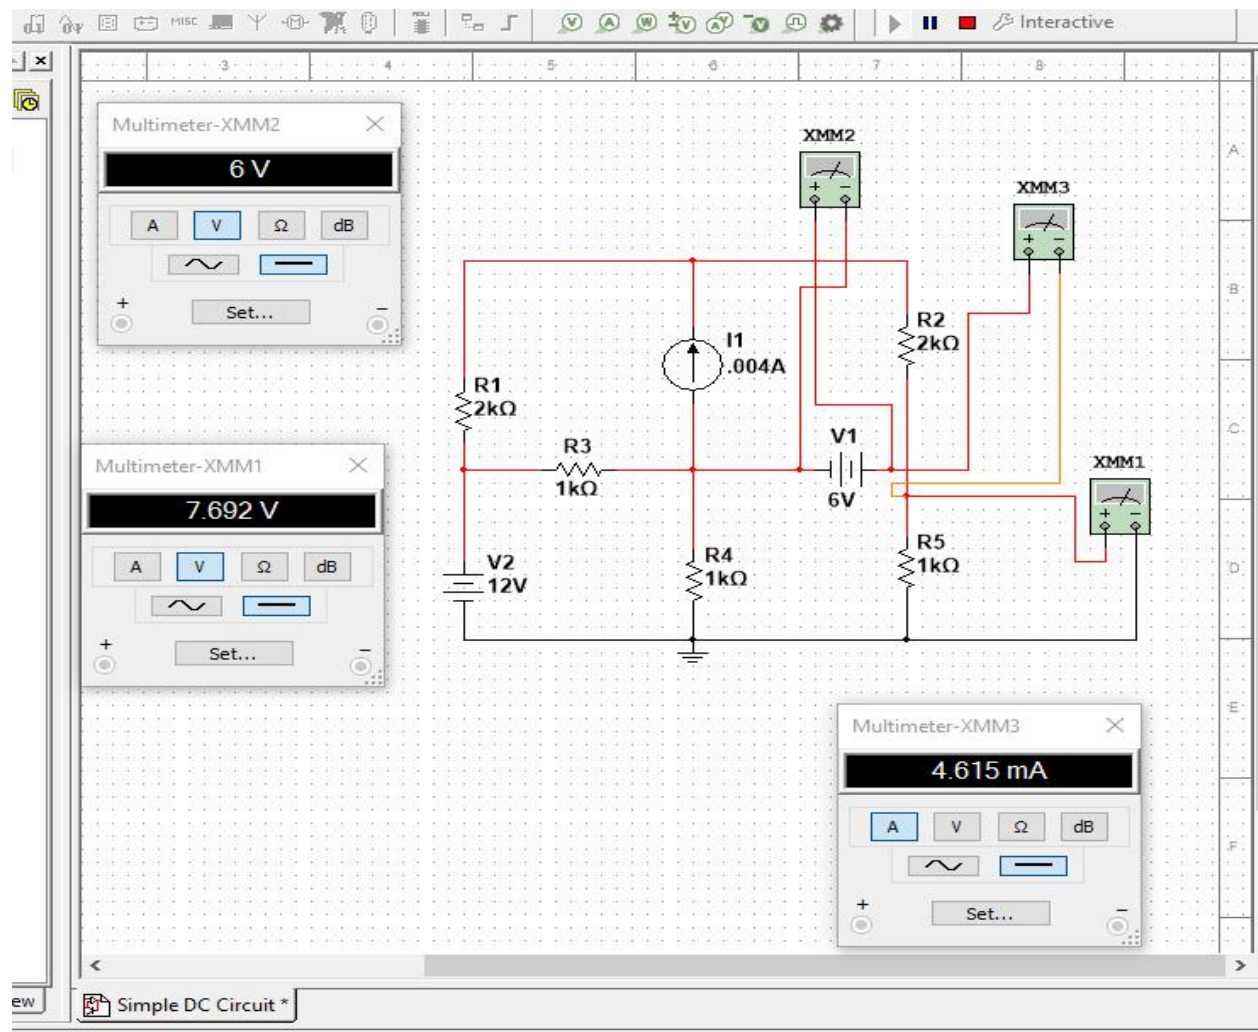 MISC
Interactive
3 4 5 6 7 8
Multimeter-XMM2
6 V
A V Ω dB
+ −
Set...
Multimeter-XMM1
7.692 V
A V Ω dB
+ −
Set...
XMM2
+ −
XMM3
+ −
R2
2kΩ
I1
.004A
R1
2kΩ
R3
1kΩ
V1
6V
XMM1
+ −
V2
12V
R4
1kΩ
R5
1kΩ
Multimeter-XMM3
4.615 mA
A V Ω dB
+ −
Set...
A
B
C
D
E
F
ew
Simple DC Circuit *